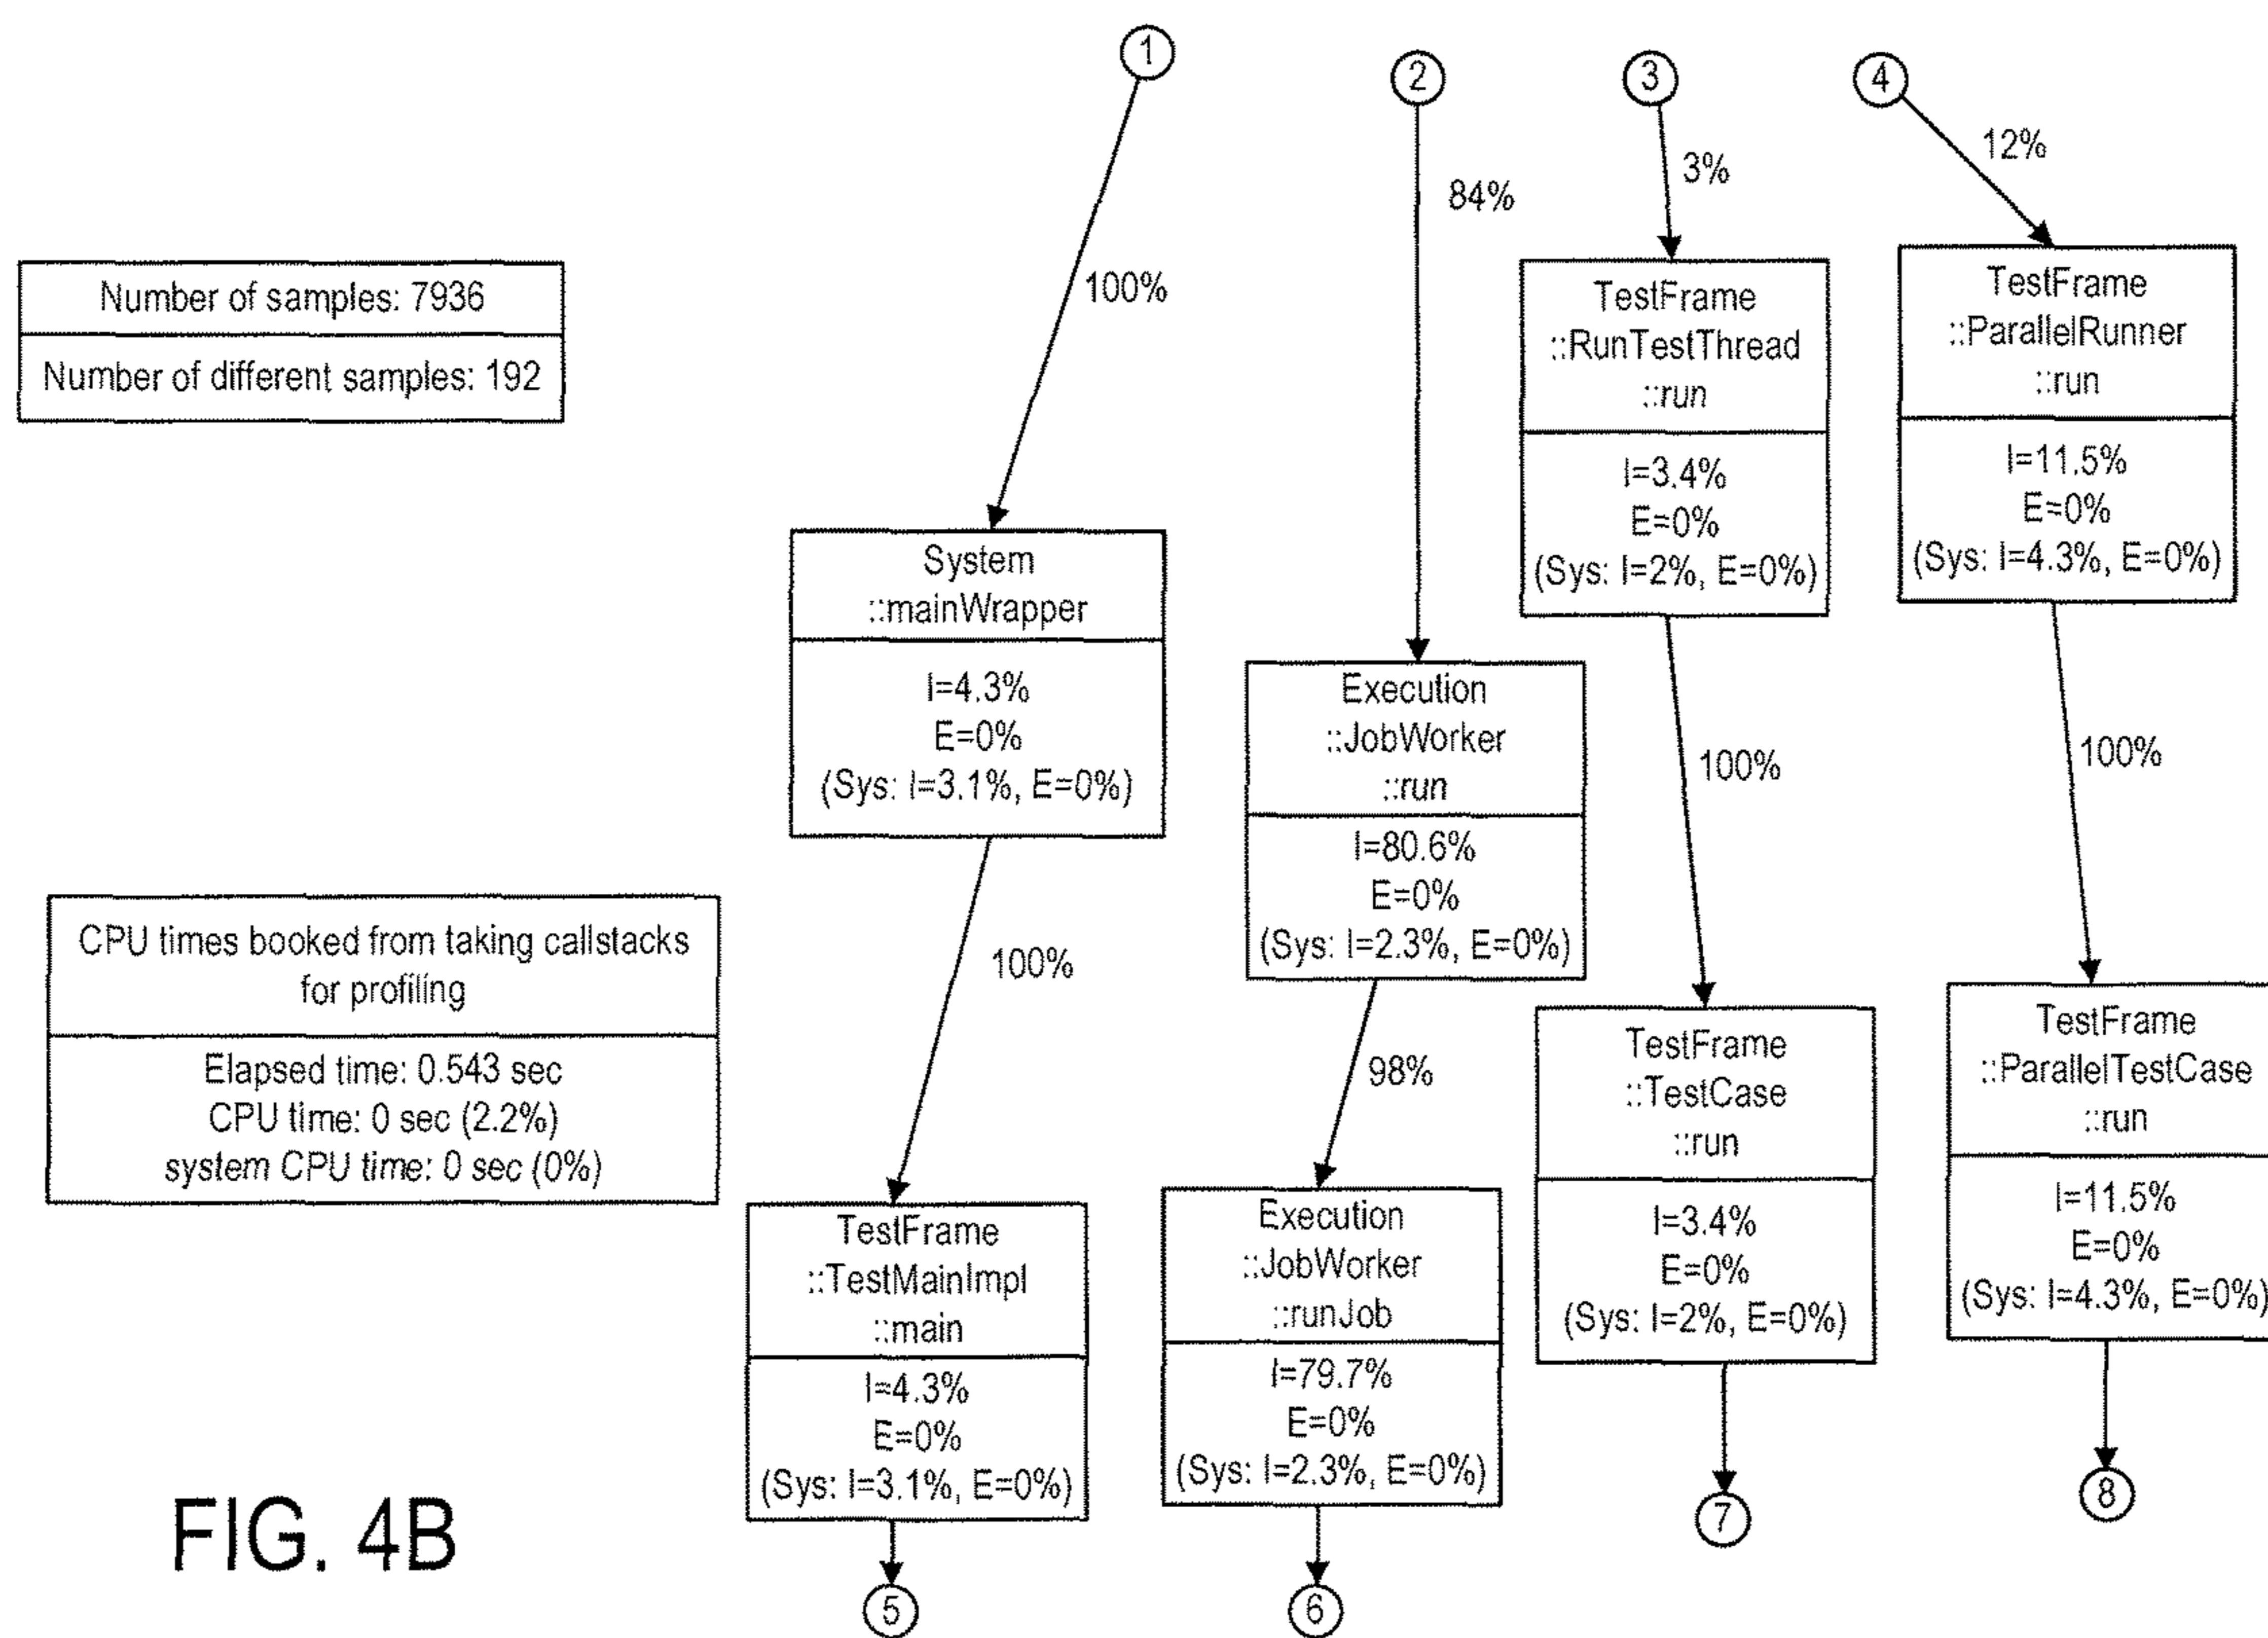 1
2
3
4
100%
84%
3%
12%
Number of samples: 7936
Number of different samples: 192
TestFrame
::RunTestThread
::run
I=3.4%
E=0%
(Sys: I=2%, E=0%)
TestFrame
::ParallelRunner
::run
I=11.5%
E=0%
(Sys: I=4.3%, E=0%)
System
::mainWrapper
I=4.3%
E=0%
(Sys: I=3.1%, E=0%)
Execution
::JobWorker
::run
I=80.6%
E=0%
(Sys: I=2.3%, E=0%)
100%
100%
CPU times booked from taking callstacks
for profiling
Elapsed time: 0.543 sec
CPU time: 0 sec (2.2%)
system CPU time: 0 sec (0%)
100%
98%
TestFrame
::TestMainImpl
::main
I=4.3%
E=0%
(Sys: I=3.1%, E=0%)
Execution
::JobWorker
::runJob
I=79.7%
E=0%
(Sys: I=2.3%, E=0%)
TestFrame
::TestCase
::run
I=3.4%
E=0%
(Sys: I=2%, E=0%)
TestFrame
::ParallelTestCase
::run
I=11.5%
E=0%
(Sys: I=4.3%, E=0%)
5
6
7
8
FIG. 4B